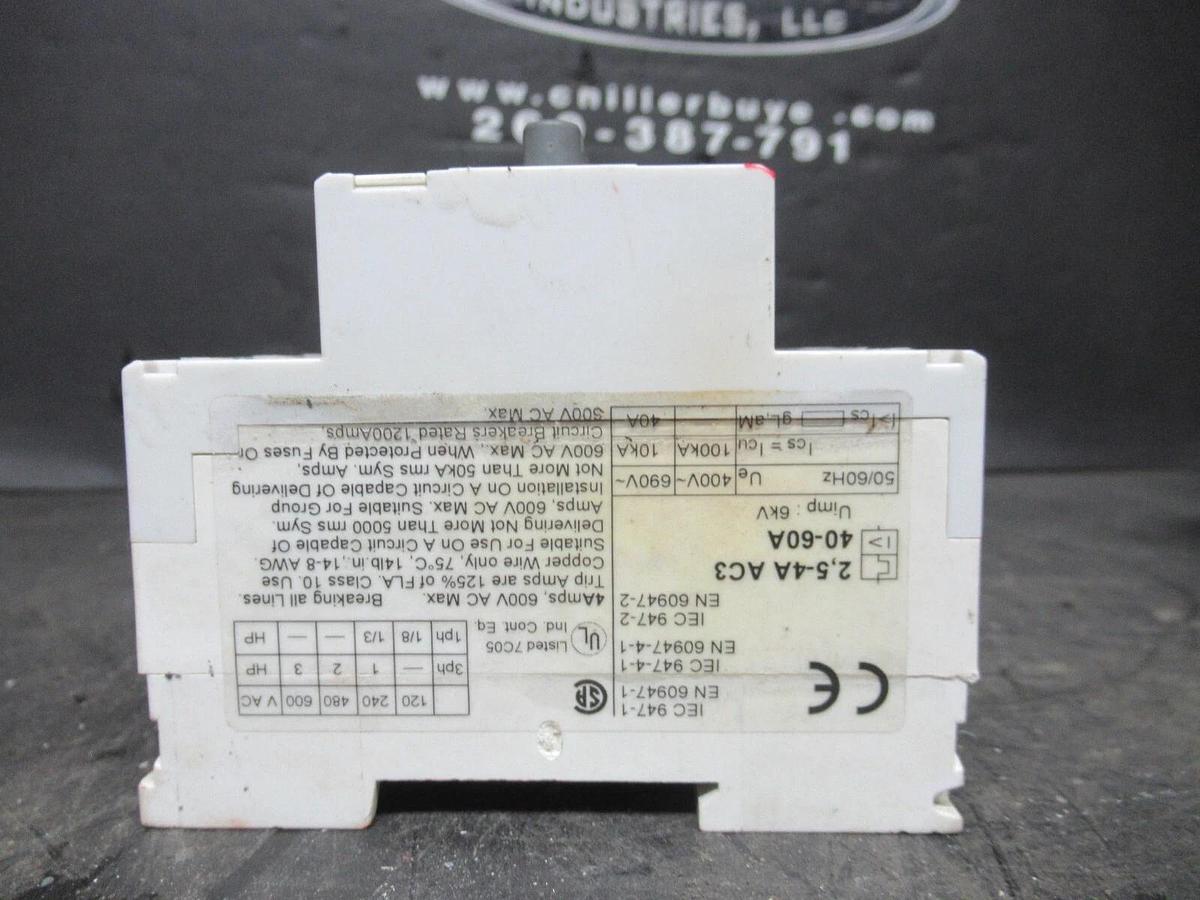 INDUSTRIES, LLC
www.chillerbuye .com
2 -387-791
CE
IEC 947-1
EN 60947-1
IEC 947-4-1
EN 60947-4-1
IEC 947-2
EN 60947-2
2,5-4A AC3
I> 40-60A
Uimp : 6kV
50/60Hz Ue 400V~ 690V~
Ics = Icu 100kA 10kA
I>Ics gL,aM 40A
SP
120 240 480 600 V AC
3ph — 1 2 3 HP
1ph 1/8 1/3 — — HP
UL Listed 7C05
Ind. Cont. Eq.
4Amps, 600V AC Max. Breaking all Lines.
Trip Amps are 125% of FLA. Class 10. Use
Copper Wire only, 75°C, 14lb.in., 14-8 AWG.
Suitable For Use On A Circuit Capable Of
Delivering Not More Than 5000 rms Sym.
Amps, 600V AC Max. Suitable For Group
Installation On A Circuit Capable Of Delivering
Not More Than 50kA rms Sym. Amps,
600V AC Max.. When Protected By Fuses Or
Circuit Breakers Rated 1200Amps.
300V AC Max.